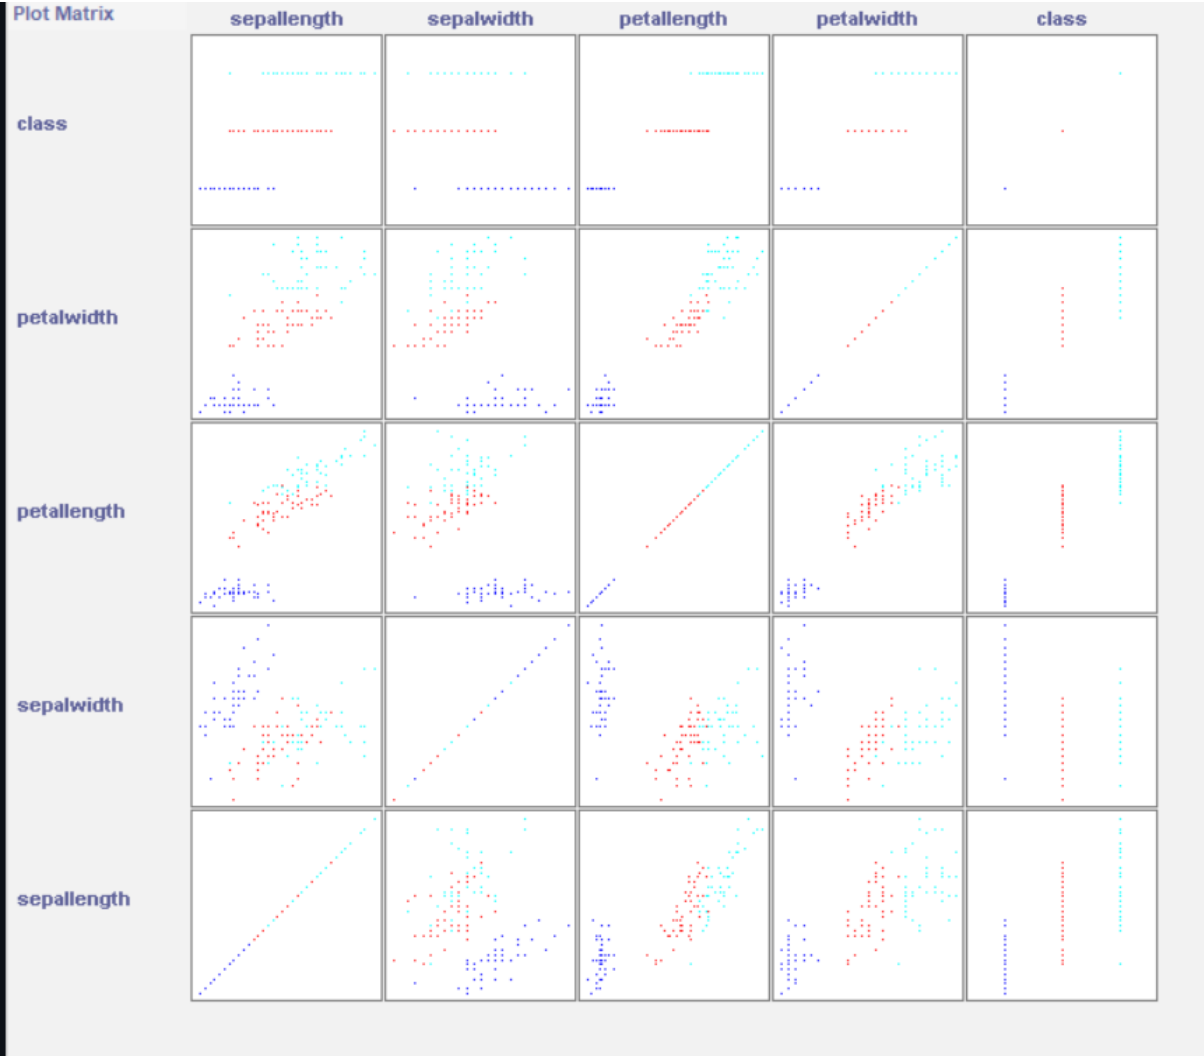 Plot Matrix
sepallength sepalwidth petallength petalwidth class
class
petalwidth
petallength
sepalwidth
sepallength